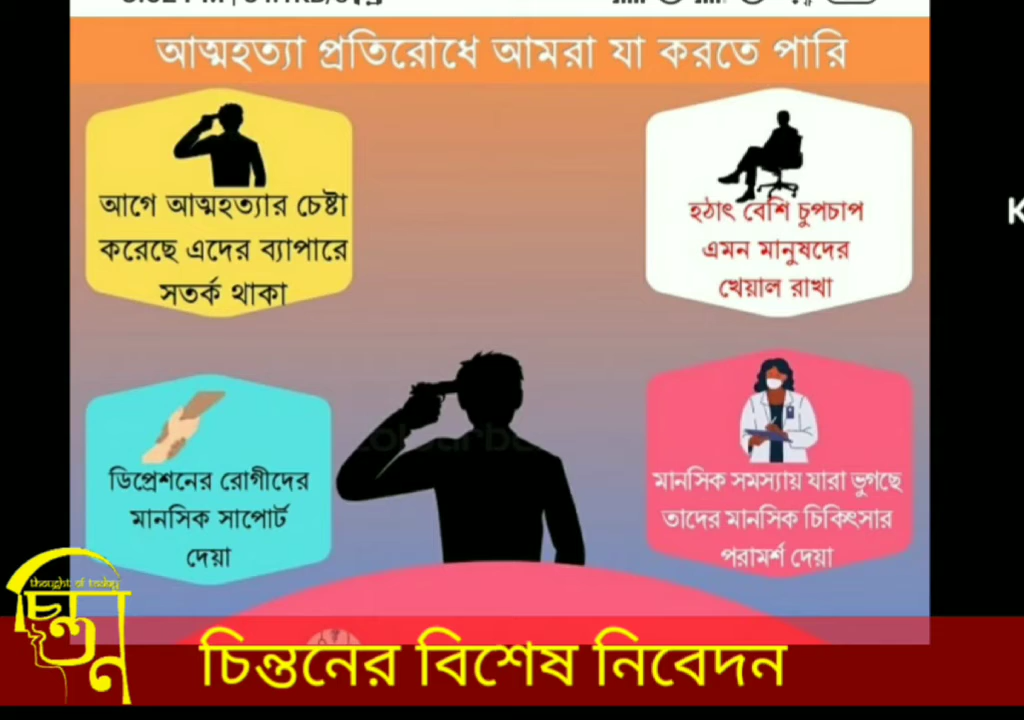 আত্মহত্যা প্রতিরোধে আমরা যা করতে পারি
আগে আত্মহত্যার চেষ্টা
করেছে এদের ব্যাপারে
সতর্ক থাকা
হঠাৎ বেশি চুপচাপ
এমন মানুষদের
খেয়াল রাখা
ডিপ্রেশনের রোগীদের
মানসিক সাপোর্ট
দেয়া
মানসিক সমস্যায় যারা ভুগছে
তাদের মানসিক চিকিৎসার
পরামর্শ দেয়া
thought of today
চিন্তন
চিন্তনের বিশেষ নিবেদন